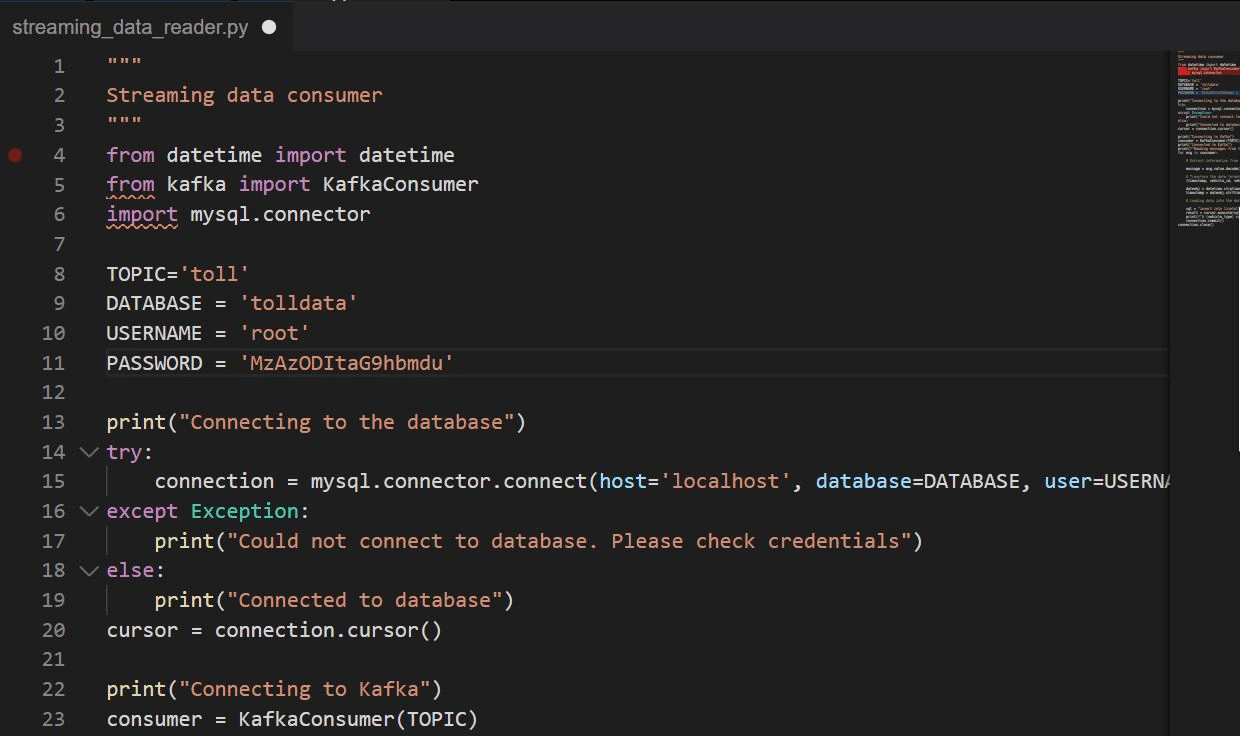 streaming_data_reader.py
1 """
2 Streaming data consumer
3 """
4 from datetime import datetime
5 from kafka import KafkaConsumer
6 import mysql.connector
7
8 TOPIC='toll'
9 DATABASE = 'tolldata'
10 USERNAME = 'root'
11 PASSWORD = 'MzAzODItaG9hbmdu'
12
13 print("Connecting to the database")
14 try:
15 connection = mysql.connector.connect(host='localhost', database=DATABASE, user=USERNA
16 except Exception:
17 print("Could not connect to database. Please check credentials")
18 else:
19 print("Connected to database")
20 cursor = connection.cursor()
21
22 print("Connecting to Kafka")
23 consumer = KafkaConsumer(TOPIC)